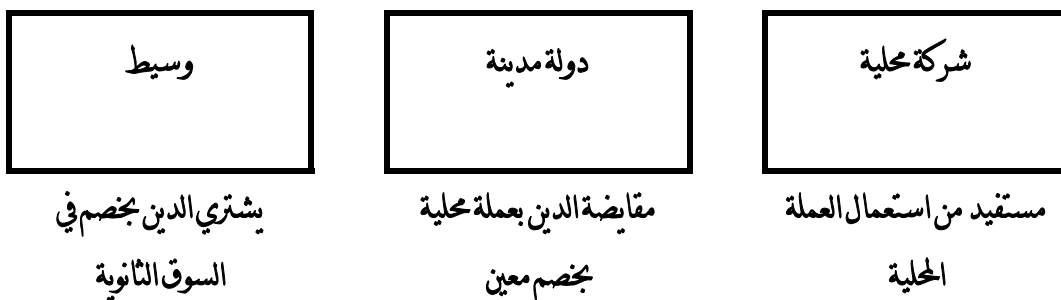 شركة محلية
دولة مدينة
وسيط
مستفيد من استعمال العملة
المحلية
مقايضة الدين بعملة محلية
بخصم معين
يشتري الدين بخصم في
السوق الثانوية